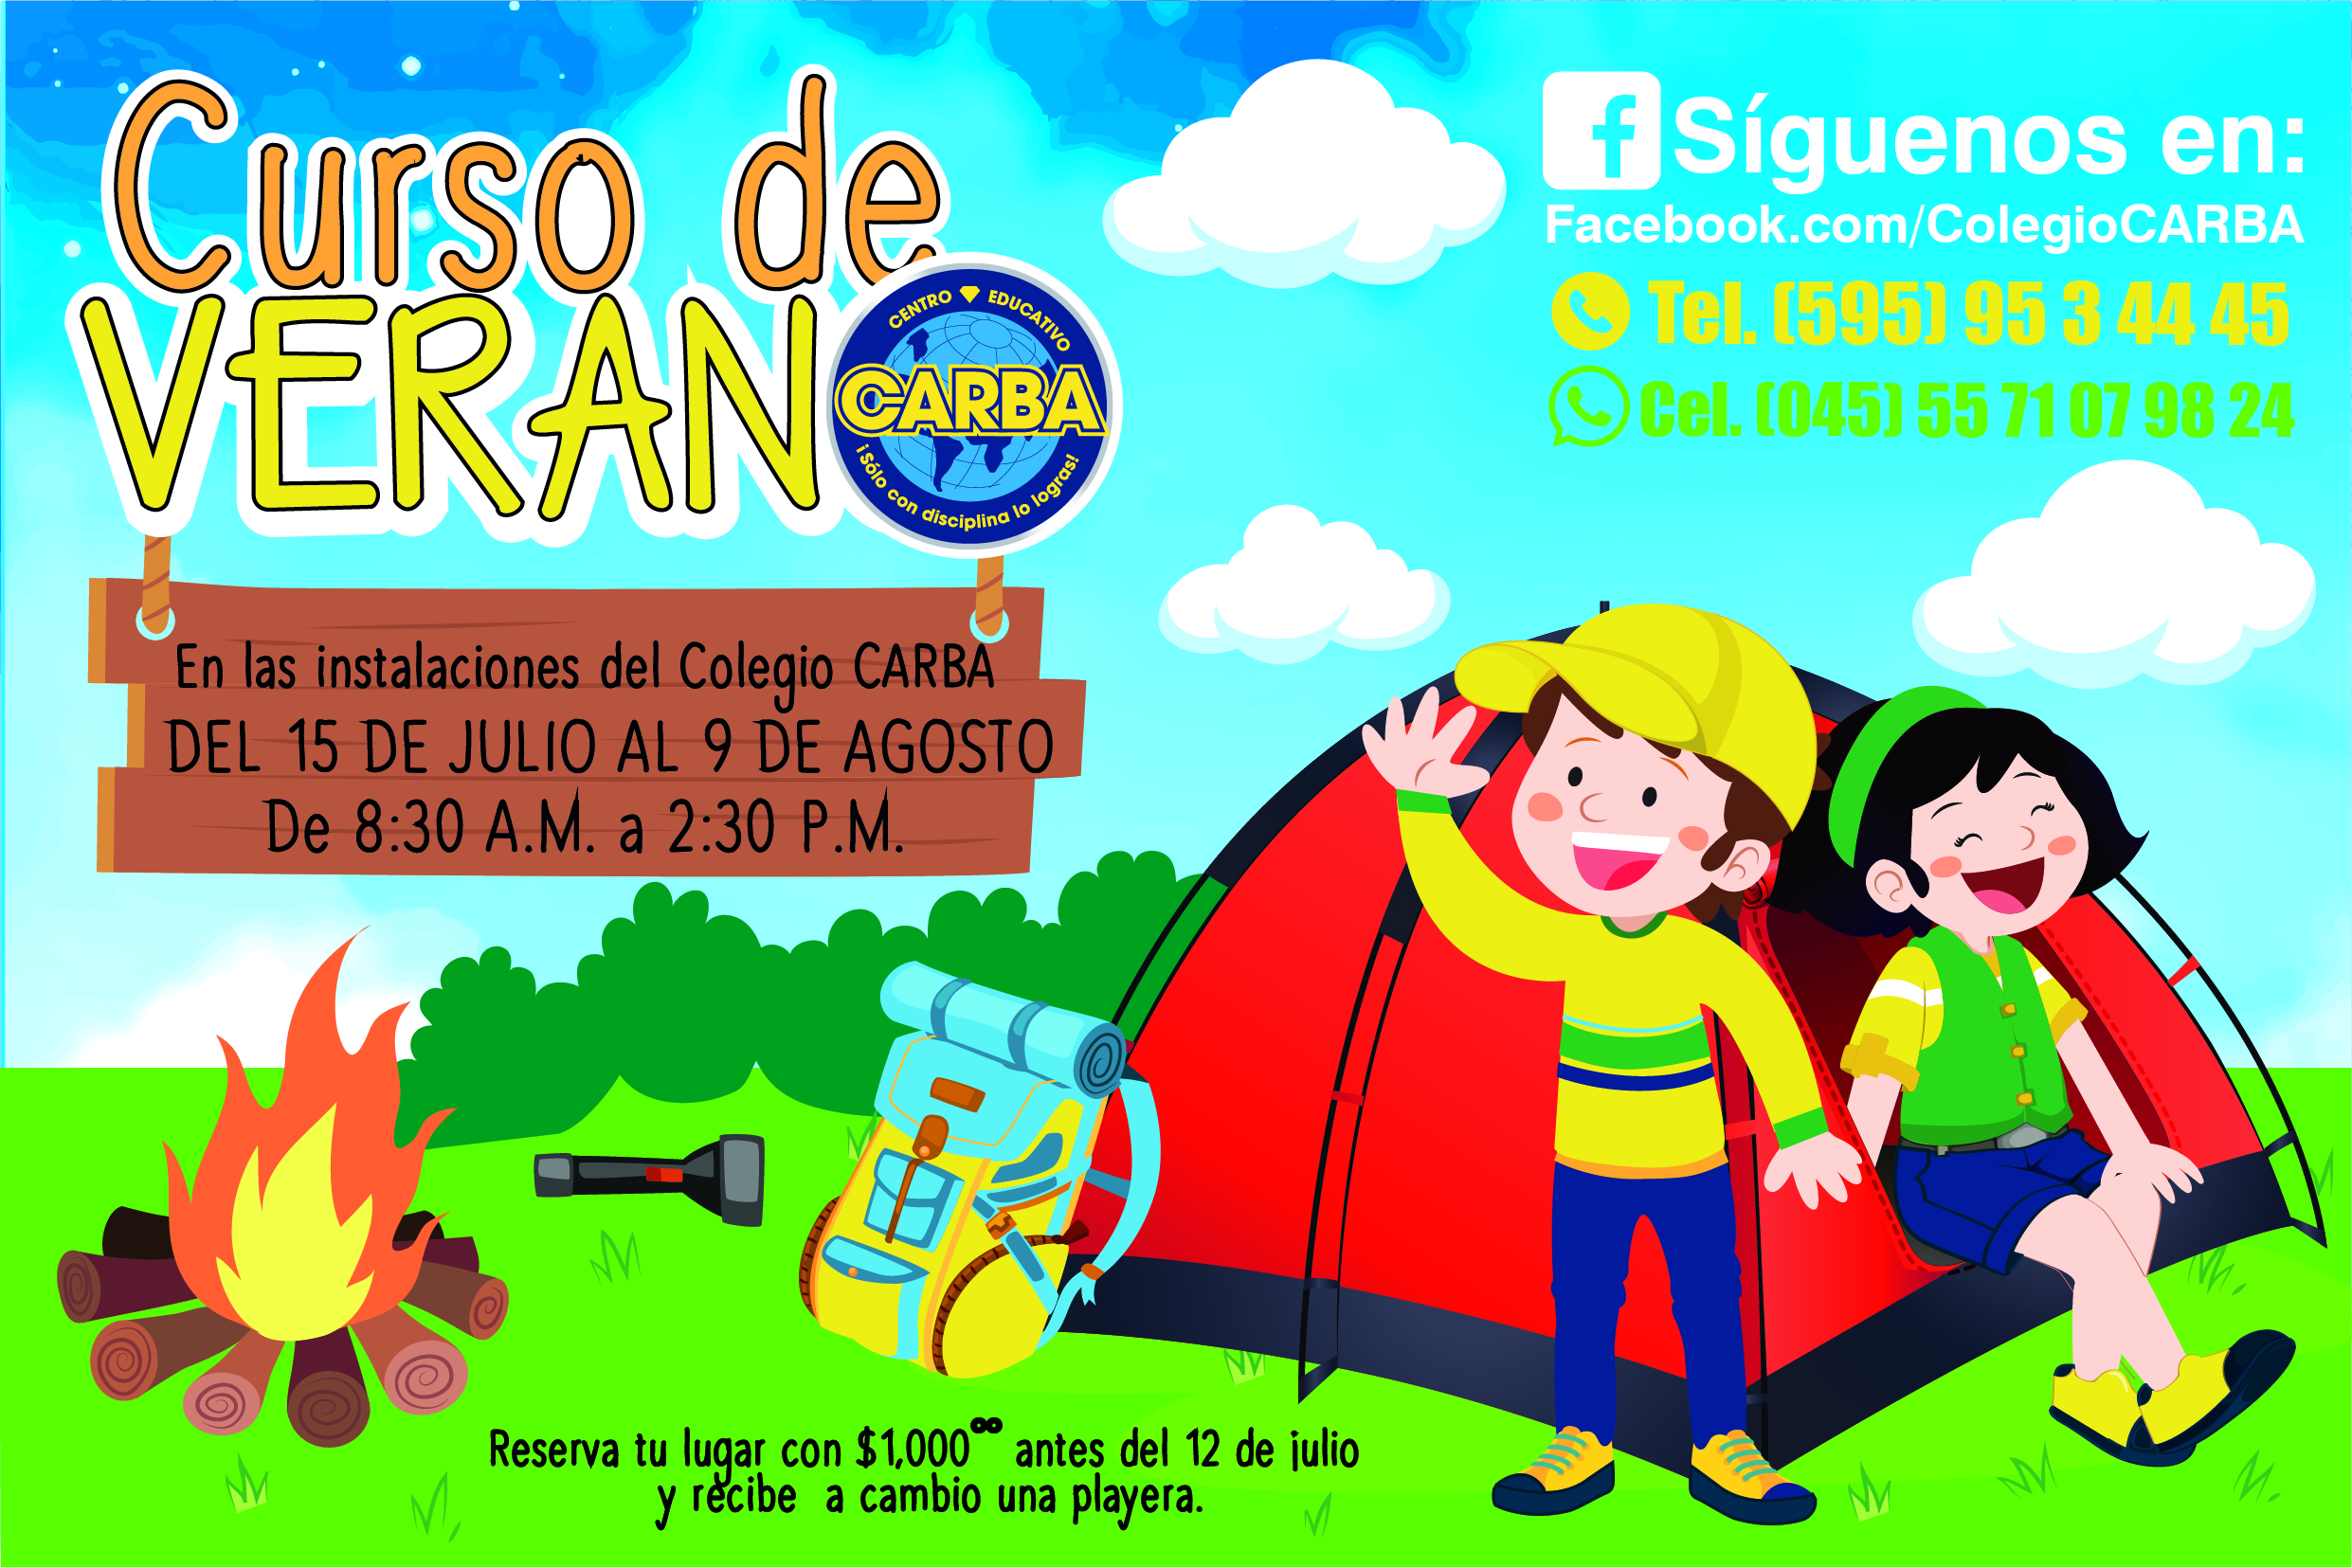 Curso de
VERANO
CENTRO EDUCATIVO
CARBA
¡Sólo con disciplina lo logras!
En las instalaciones del Colegio CARBA
DEL 15 DE JULIO AL 9 DE AGOSTO
De 8:30 A.M. a 2:30 P.M.
Síguenos en:
Facebook.com/ColegioCARBA
Tel. (595) 95 3 44 45
Cel. (045) 55 71 07 98 24
Reserva tu lugar con $1,000°° antes del 12 de julio
y recibe a cambio una playera.